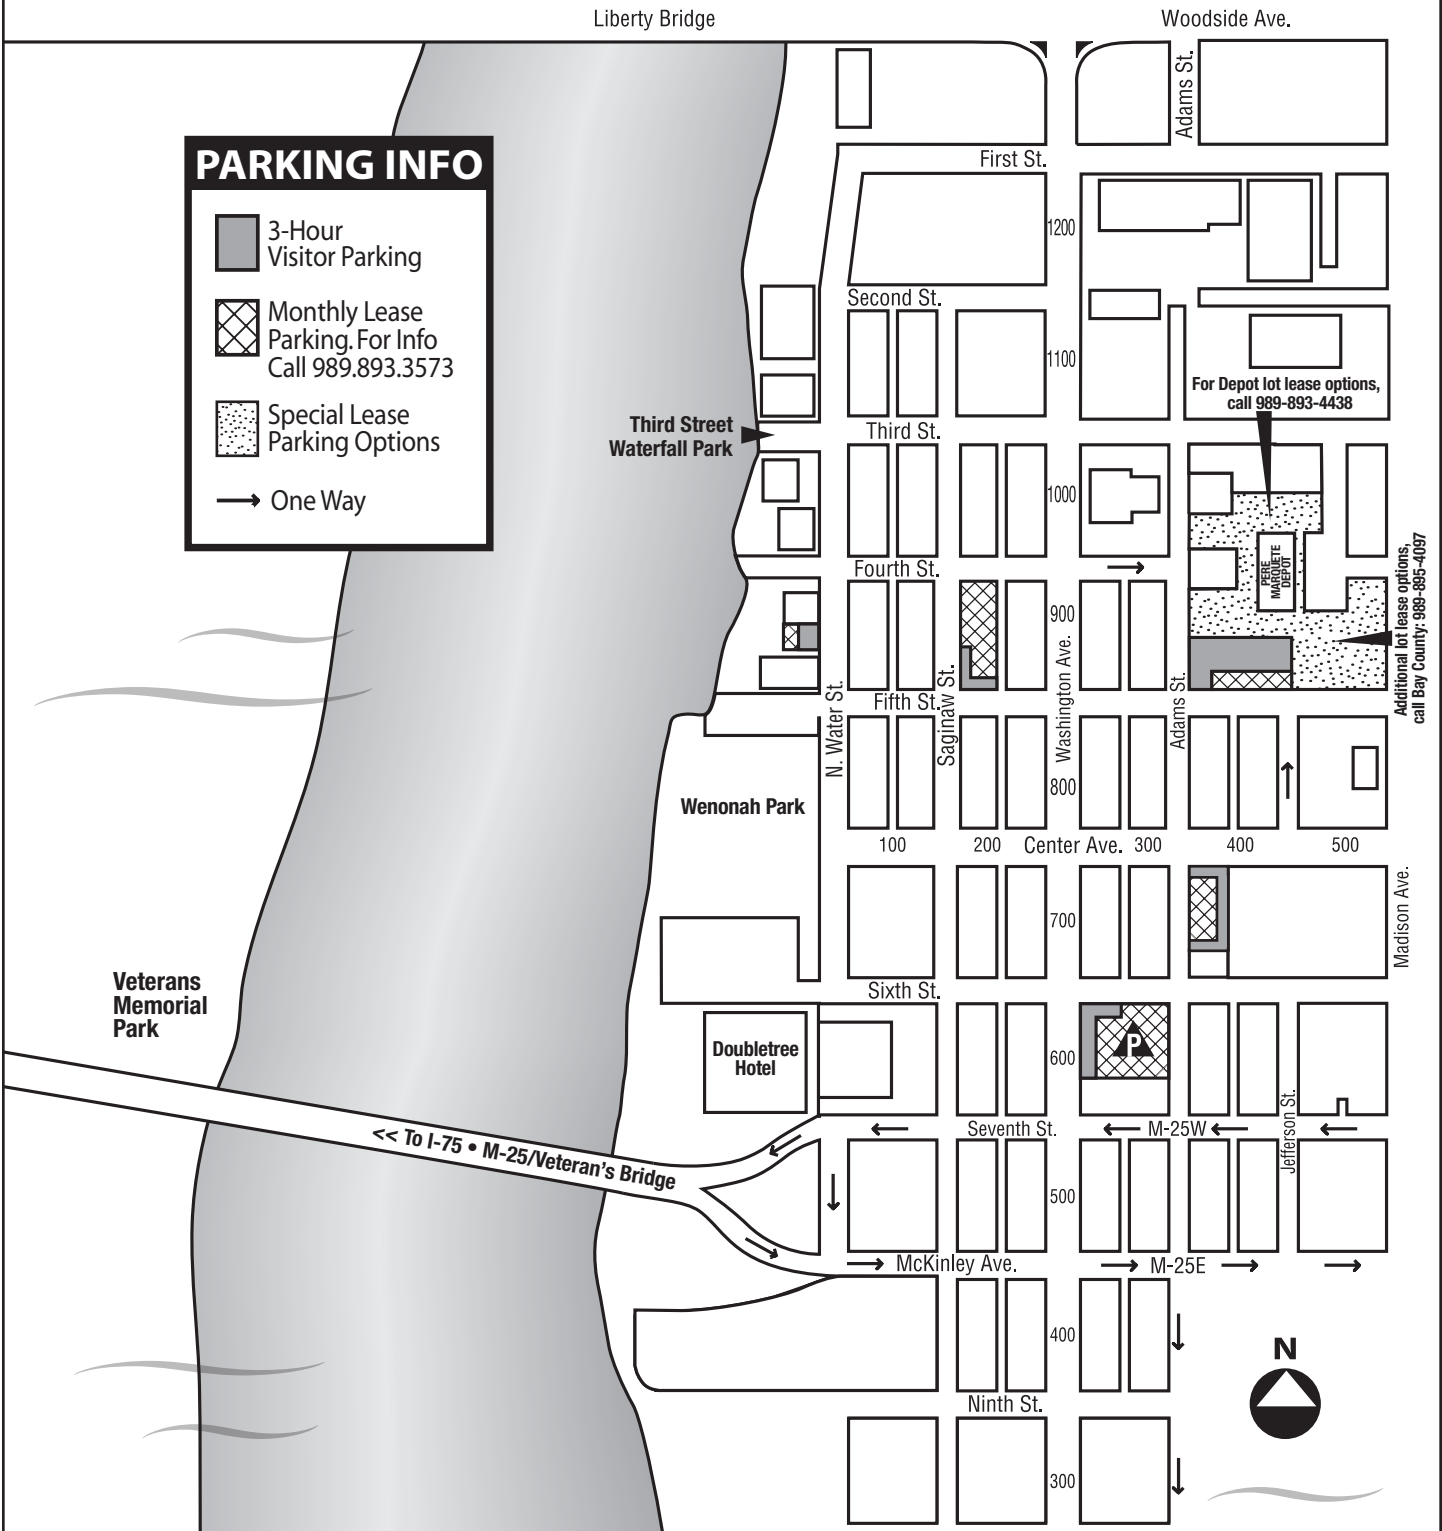 Liberty Bridge
Woodside Ave.
Adams St.
First St.
PARKING INFO
3-Hour
Visitor Parking
Monthly Lease
Parking. For Info
Call 989.893.3573
Special Lease
Parking Options
One Way
1200
Second St.
1100
For Depot lot lease options,
call 989-893-4438
Third Street
Waterfall Park
Third St.
1000
PERE
MARQUETE
DEPOT
Additional lot lease options,
call Bay County: 989-895-4097
Fourth St.
900
N. Water St.
Saginaw St.
Washington Ave.
Adams St.
Fifth St.
Wenonah Park
800
100
200
Center Ave.
300
400
500
Madison Ave.
700
Veterans
Memorial
Park
Sixth St.
Doubletree
Hotel
600
P
Jefferson St.
<< To I-75 • M-25/Veteran's Bridge
Seventh St.
M-25W
500
McKinley Ave.
M-25E
400
N
Ninth St.
300